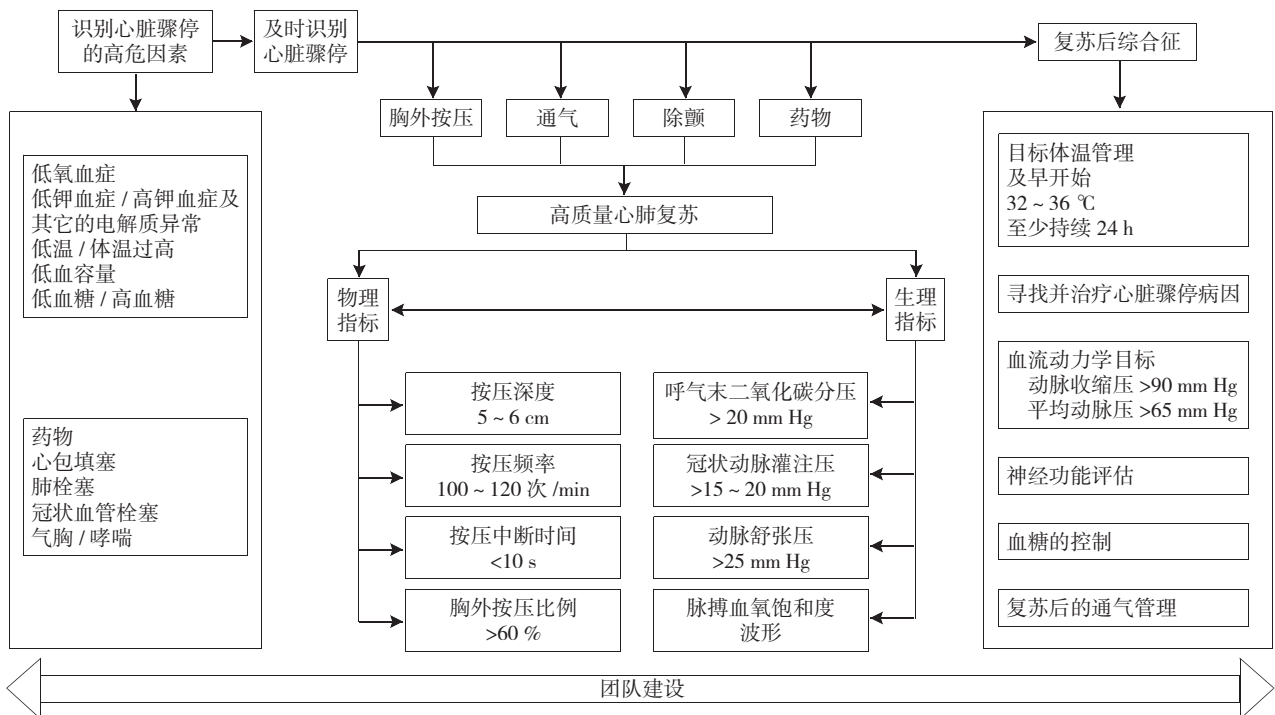 识别心脏骤停
的高危因素
及时识别
心脏骤停
复苏后综合征
胸外按压
通气
除颤
药物
高质量心肺复苏
低氧血症
低钾血症 / 高钾血症及
其它的电解质异常
低温 / 体温过高
低血容量
低血糖 / 高血糖
药物
心包填塞
肺栓塞
冠状血管栓塞
气胸 / 哮喘
物理
指标
生理
指标
按压深度
5 ~ 6 cm
按压频率
100 ~ 120 次 /min
按压中断时间
<10 s
胸外按压比例
>60 %
呼气末二氧化碳分压
> 20 mm Hg
冠状动脉灌注压
>15 ~ 20 mm Hg
动脉舒张压
>25 mm Hg
脉搏血氧饱和度
波形
目标体温管理
及早开始
32 ~ 36 ℃
至少持续 24 h
寻找并治疗心脏骤停病因
血流动力学目标
动脉收缩压 >90 mm Hg
平均动脉压 >65 mm Hg
神经功能评估
血糖的控制
复苏后的通气管理
团队建设